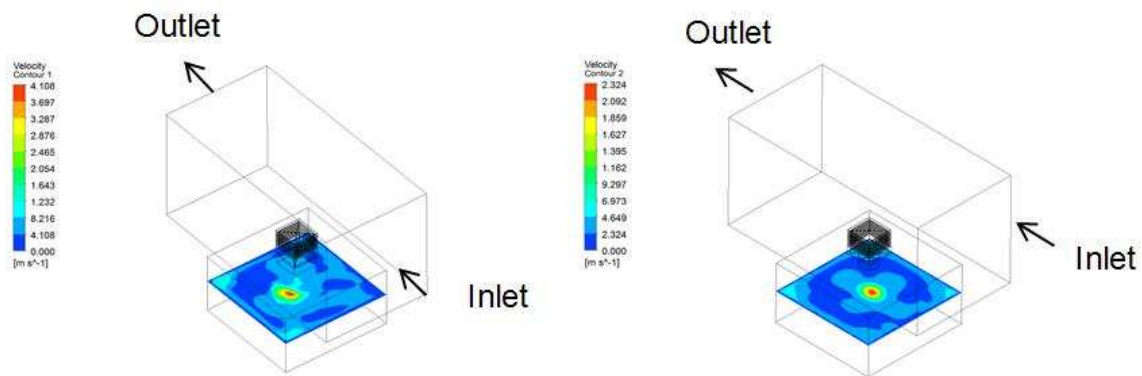 Outlet
Velocity
Contour 1
4.108
3.697
3.287
2.876
2.465
2.054
1.643
1.232
8.216
4.108
0.000
[m s^-1]
Inlet
Outlet
Velocity
Contour 2
2.324
2.092
1.859
1.627
1.395
1.162
9.297
6.973
4.649
2.324
0.000
[m s^-1]
Inlet